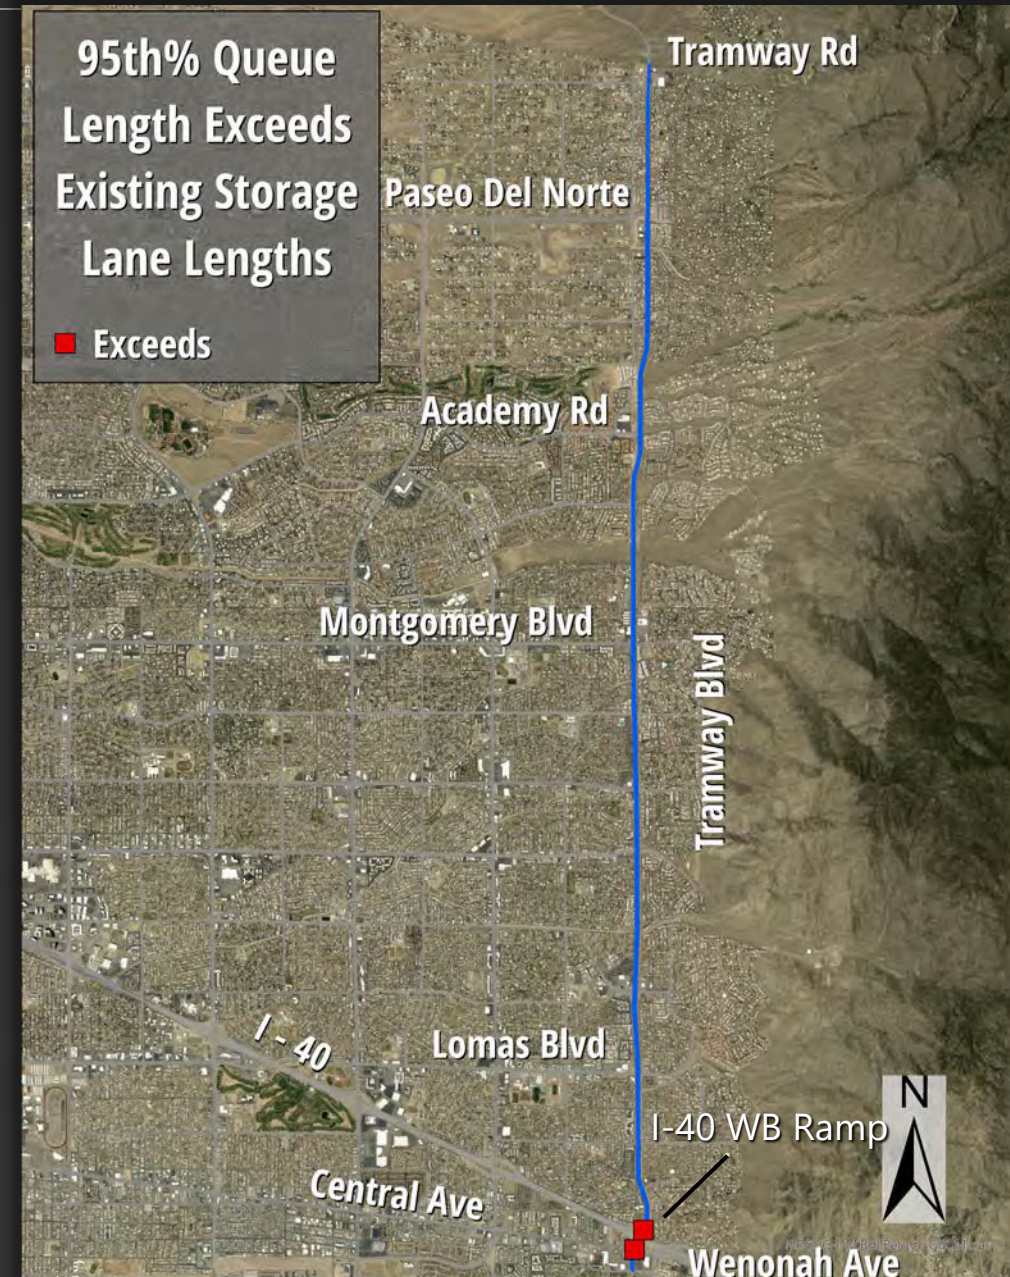 95th% Queue
Length Exceeds
Existing Storage
Lane Lengths
Exceeds
Tramway Rd
Paseo Del Norte
Academy Rd
Montgomery Blvd
Tramway Blvd
I - 40
Lomas Blvd
N
I-40 WB Ramp
Central Ave
Wenonah Ave